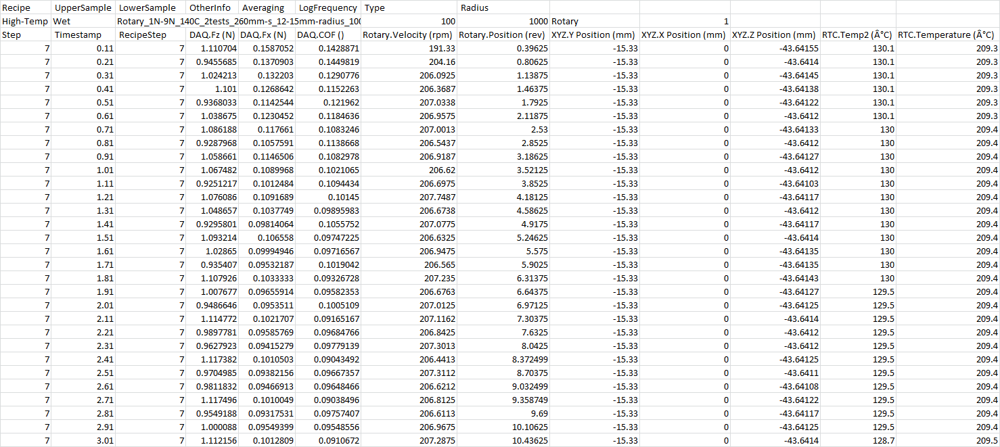 Recipe UpperSample LowerSample OtherInfo Averaging LogFrequency Type Radius
High-Temp Wet Rotary_1N-9N_140C_2tests_260mm-s_12-15mm-radius_100 100 1000 Rotary 1
Step Timestamp RecipeStep DAQ.Fz (N) DAQ.Fx (N) DAQ.COF () Rotary.Velocity (rpm) Rotary.Position (rev) XYZ.Y Position (mm) XYZ.X Position (mm) XYZ.Z Position (mm) RTC.Temp2 (Â°C) RTC.Temperature (Â°C)
7 0.11 7 1.110704 0.1587052 0.1428871 191.33 0.39625 -15.33 0 -43.64155 130.1 209.3
7 0.21 7 0.9455685 0.1370903 0.1449819 204.16 0.80625 -15.33 0 -43.6414 130.1 209.3
7 0.31 7 1.024213 0.132203 0.1290776 206.0925 1.13875 -15.33 0 -43.64145 130.1 209.3
7 0.41 7 1.101 0.1268642 0.1152263 206.3687 1.46375 -15.33 0 -43.64138 130.1 209.3
7 0.51 7 0.9368033 0.1142544 0.121962 207.0338 1.7925 -15.33 0 -43.64122 130.1 209.3
7 0.61 7 1.038675 0.1230452 0.1184636 206.9575 2.11875 -15.33 0 -43.6412 130.1 209.3
7 0.71 7 1.086188 0.117661 0.1083246 207.0013 2.53 -15.33 0 -43.64133 130 209.4
7 0.81 7 0.9287968 0.1057591 0.1138668 206.5437 2.8525 -15.33 0 -43.6412 130 209.4
7 0.91 7 1.058661 0.1146506 0.1082978 206.9187 3.18625 -15.33 0 -43.64127 130 209.4
7 1.01 7 1.067482 0.1089968 0.1021065 206.62 3.52125 -15.33 0 -43.6412 130 209.4
7 1.11 7 0.9251217 0.1012484 0.1094434 206.6975 3.8525 -15.33 0 -43.64103 130 209.4
7 1.21 7 1.076086 0.1091689 0.10145 207.7487 4.18125 -15.33 0 -43.64117 130 209.4
7 1.31 7 1.048657 0.1037749 0.09895983 206.6738 4.58625 -15.33 0 -43.6412 130 209.4
7 1.41 7 0.9295801 0.09814064 0.1055752 207.0775 4.9175 -15.33 0 -43.64117 130 209.4
7 1.51 7 1.093214 0.106558 0.09747225 206.6325 5.24625 -15.33 0 -43.6414 130 209.4
7 1.61 7 1.02865 0.09994946 0.09716567 206.9475 5.575 -15.33 0 -43.64135 130 209.4
7 1.71 7 0.935407 0.09532187 0.1019042 206.565 5.9025 -15.33 0 -43.64135 130 209.4
7 1.81 7 1.107926 0.1033333 0.09326728 207.235 6.31375 -15.33 0 -43.64143 130 209.4
7 1.91 7 1.007677 0.09655914 0.09582353 206.6763 6.64375 -15.33 0 -43.64127 129.5 209.4
7 2.01 7 0.9486646 0.0953511 0.1005109 207.0125 6.97125 -15.33 0 -43.64125 129.5 209.4
7 2.11 7 1.114772 0.1021707 0.09165167 207.1162 7.30375 -15.33 0 -43.6414 129.5 209.4
7 2.21 7 0.9897781 0.09585769 0.09684766 206.8425 7.6325 -15.33 0 -43.6412 129.5 209.4
7 2.31 7 0.9627923 0.09415279 0.09779139 207.3013 8.0425 -15.33 0 -43.6412 129.5 209.4
7 2.41 7 1.117382 0.1010503 0.09043492 206.4413 8.372499 -15.33 0 -43.64125 129.5 209.4
7 2.51 7 0.9704985 0.09382156 0.09667357 207.3112 8.70375 -15.33 0 -43.6411 129.5 209.4
7 2.61 7 0.9811832 0.09466913 0.09648466 206.6212 9.032499 -15.33 0 -43.64108 129.5 209.4
7 2.71 7 1.117496 0.1010049 0.09038496 206.8125 9.358749 -15.33 0 -43.64122 129.5 209.4
7 2.81 7 0.9549188 0.09317531 0.09757407 206.6113 9.69 -15.33 0 -43.64117 129.5 209.4
7 2.91 7 1.000088 0.09549399 0.09548556 206.9675 10.10625 -15.33 0 -43.64125 129.5 209.4
7 3.01 7 1.112156 0.1012809 0.0910672 207.2875 10.43625 -15.33 0 -43.6414 128.7 209.5